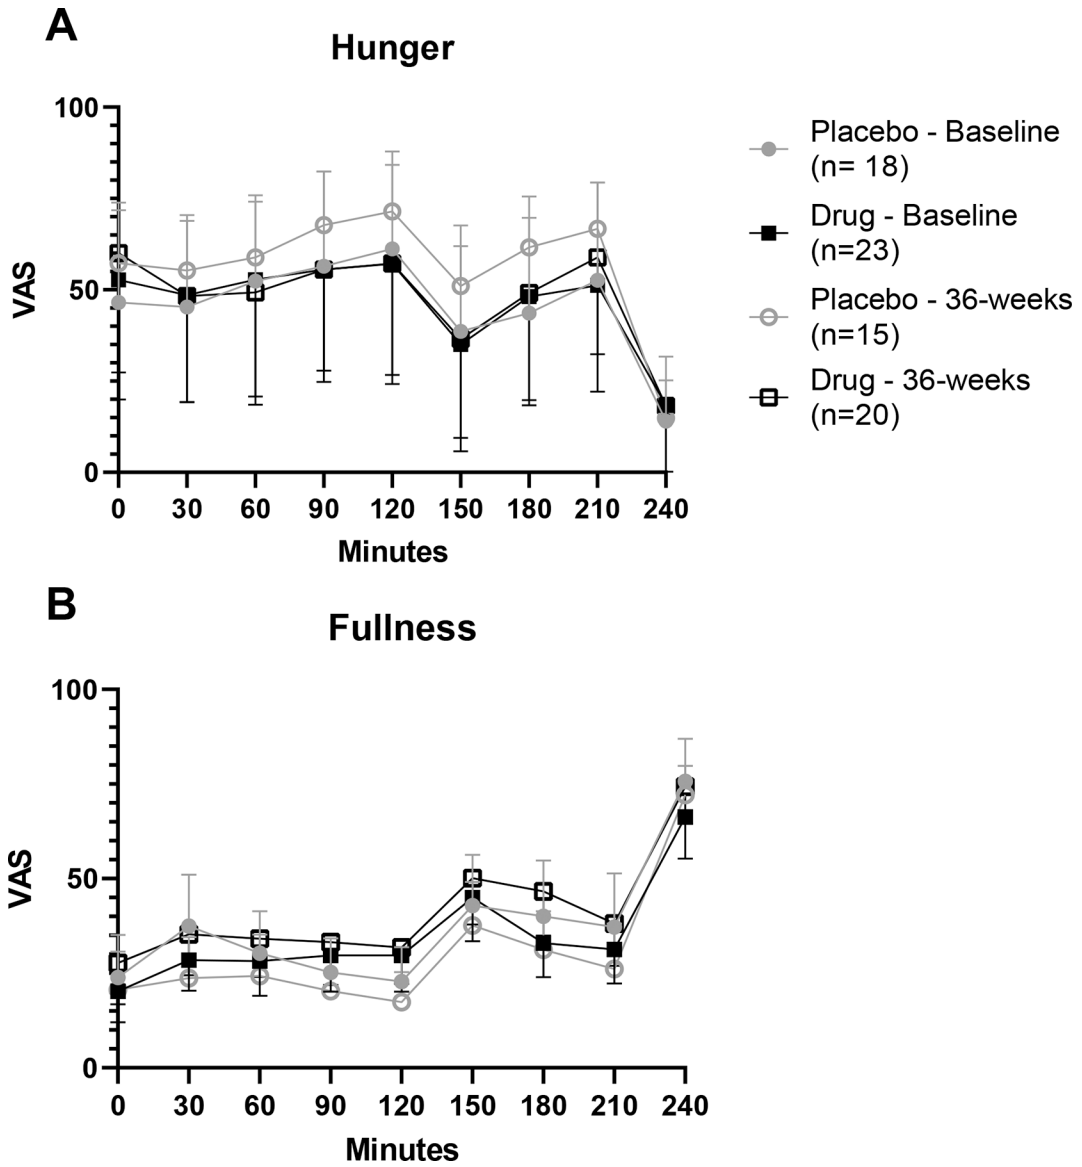 A
Hunger
100
50
0
VAS
0 30 60 90 120 150 180 210 240
Minutes
Placebo - Baseline
(n= 18)
Drug - Baseline
(n=23)
Placebo - 36-weeks
(n=15)
Drug - 36-weeks
(n=20)
B
Fullness
100
50
0
VAS
0 30 60 90 120 150 180 210 240
Minutes